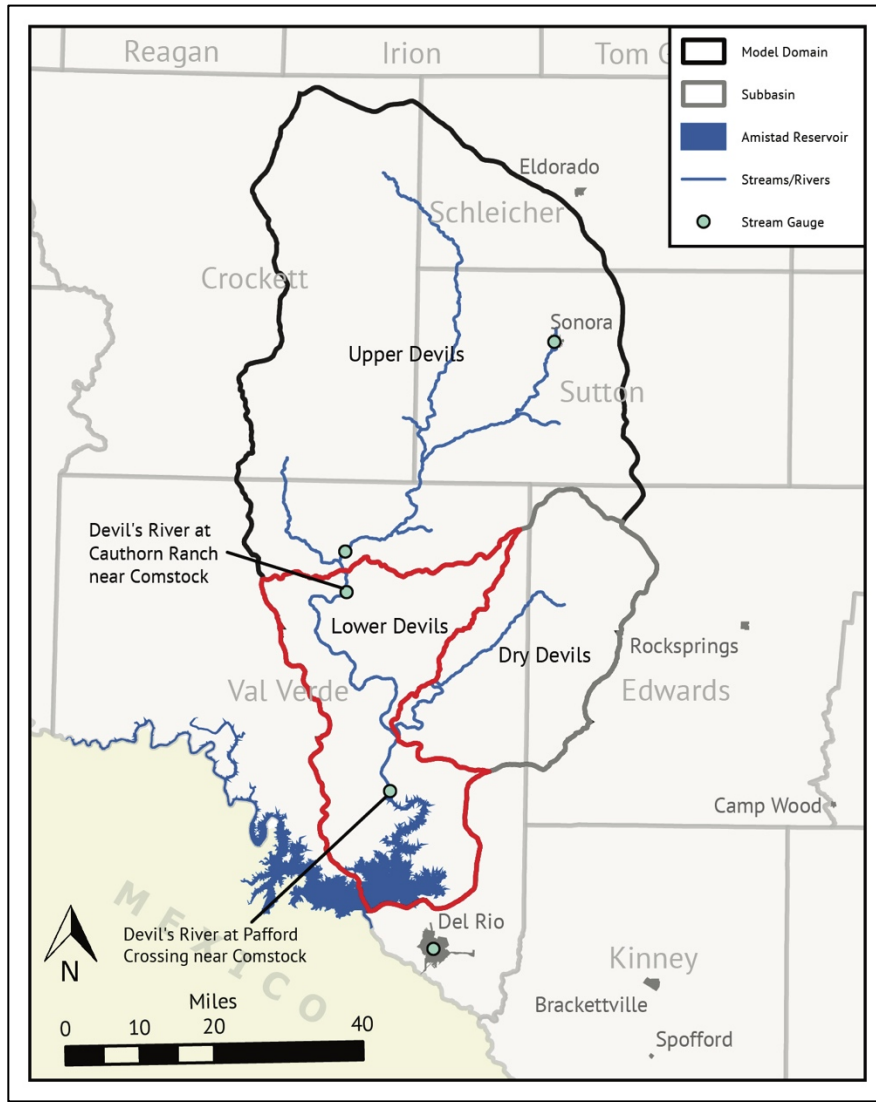 Reagan
Irion
Tom G
Model Domain
Subbasin
Amistad Reservoir
Streams/Rivers
Stream Gauge
Eldorado
Schleicher
Crockett
Sonora
Upper Devils
Sutton
Devil's River at
Cauthorn Ranch
near Comstock
Lower Devils
Dry Devils
Rocksprings
Val Verde
Edwards
Camp Wood
MEXICO
Del Rio
Devil's River at Pafford
Crossing near Comstock
N
Kinney
Brackettville
Spofford
Miles
0 10 20 40